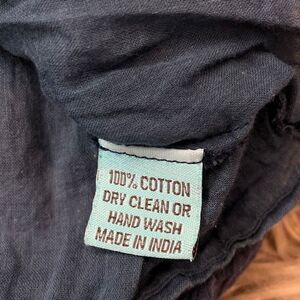 100% COTTON
DRY CLEAN OR
HAND WASH
MADE IN INDIA